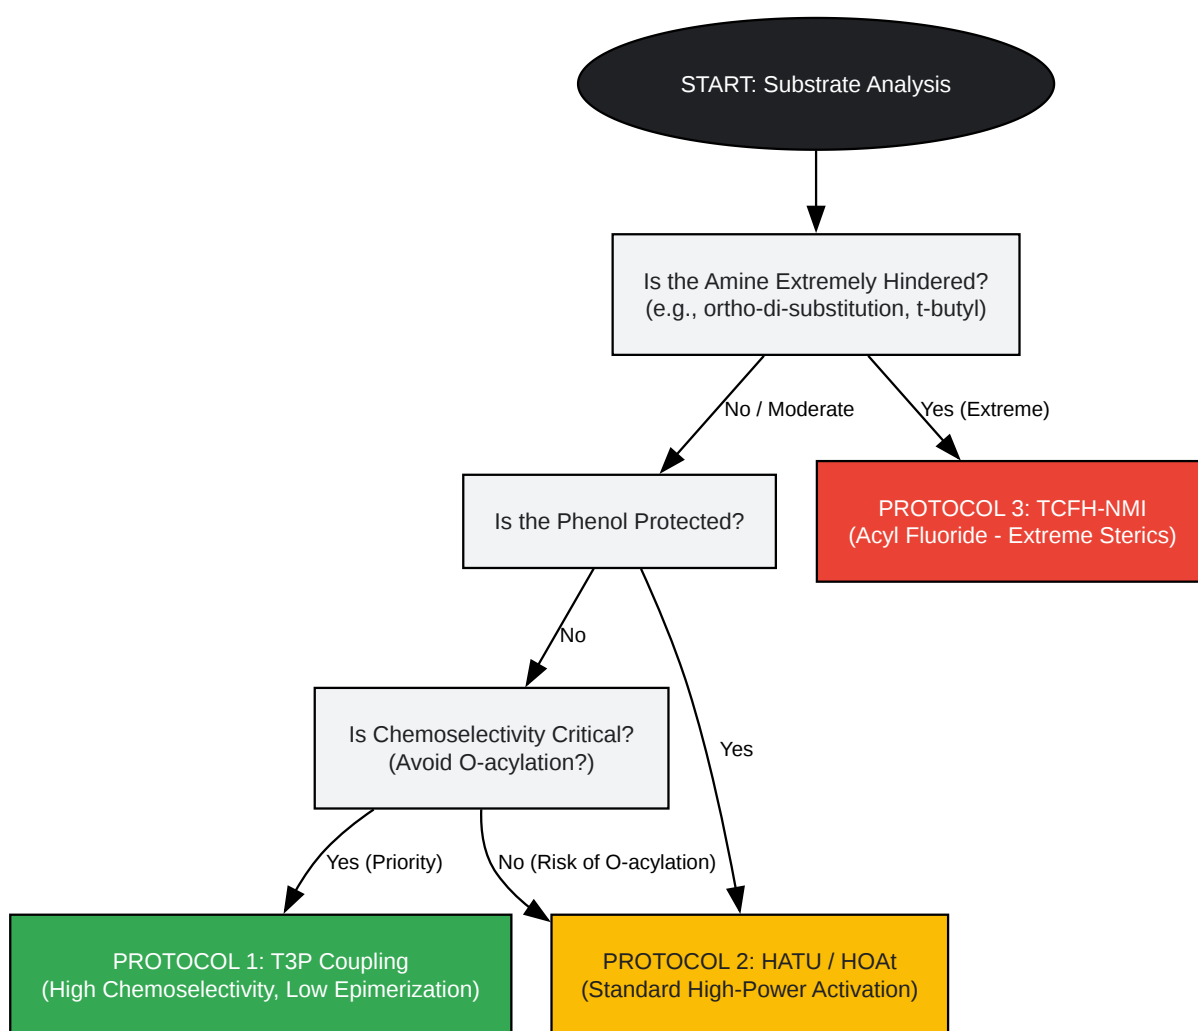 START: Substrate Analysis
Is the Amine Extremely Hindered?
(e.g., ortho-di-substitution, t-butyl)
No / Moderate
Yes (Extreme)
Is the Phenol Protected?
PROTOCOL 3: TCFH-NMI
(Acyl Fluoride - Extreme Sterics)
No
Is Chemoselectivity Critical?
(Avoid O-acylation?)
Yes
Yes (Priority)
No (Risk of O-acylation)
PROTOCOL 1: T3P Coupling
(High Chemoselectivity, Low Epimerization)
PROTOCOL 2: HATU / HOAt
(Standard High-Power Activation)